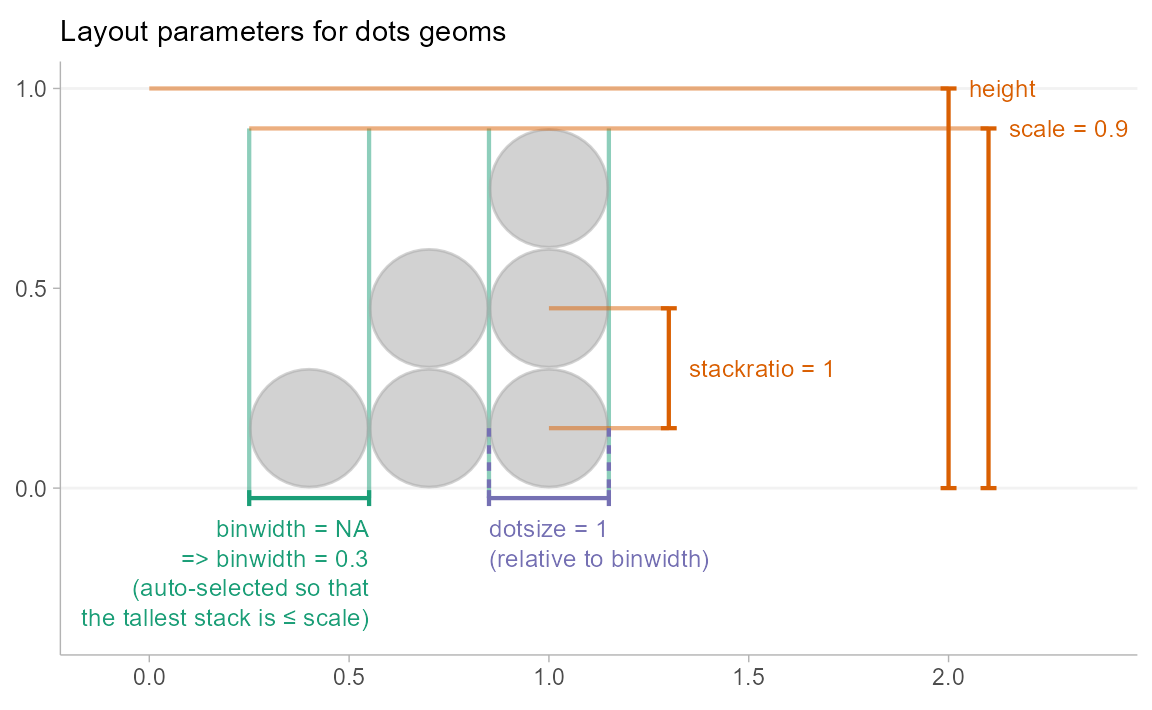 Layout parameters for dots geoms
1.0
height
scale = 0.9
0.5
stackratio = 1
0.0
binwidth = NA
=> binwidth = 0.3
(auto-selected so that
the tallest stack is ≤ scale)
dotsize = 1
(relative to binwidth)
0.0 0.5 1.0 1.5 2.0